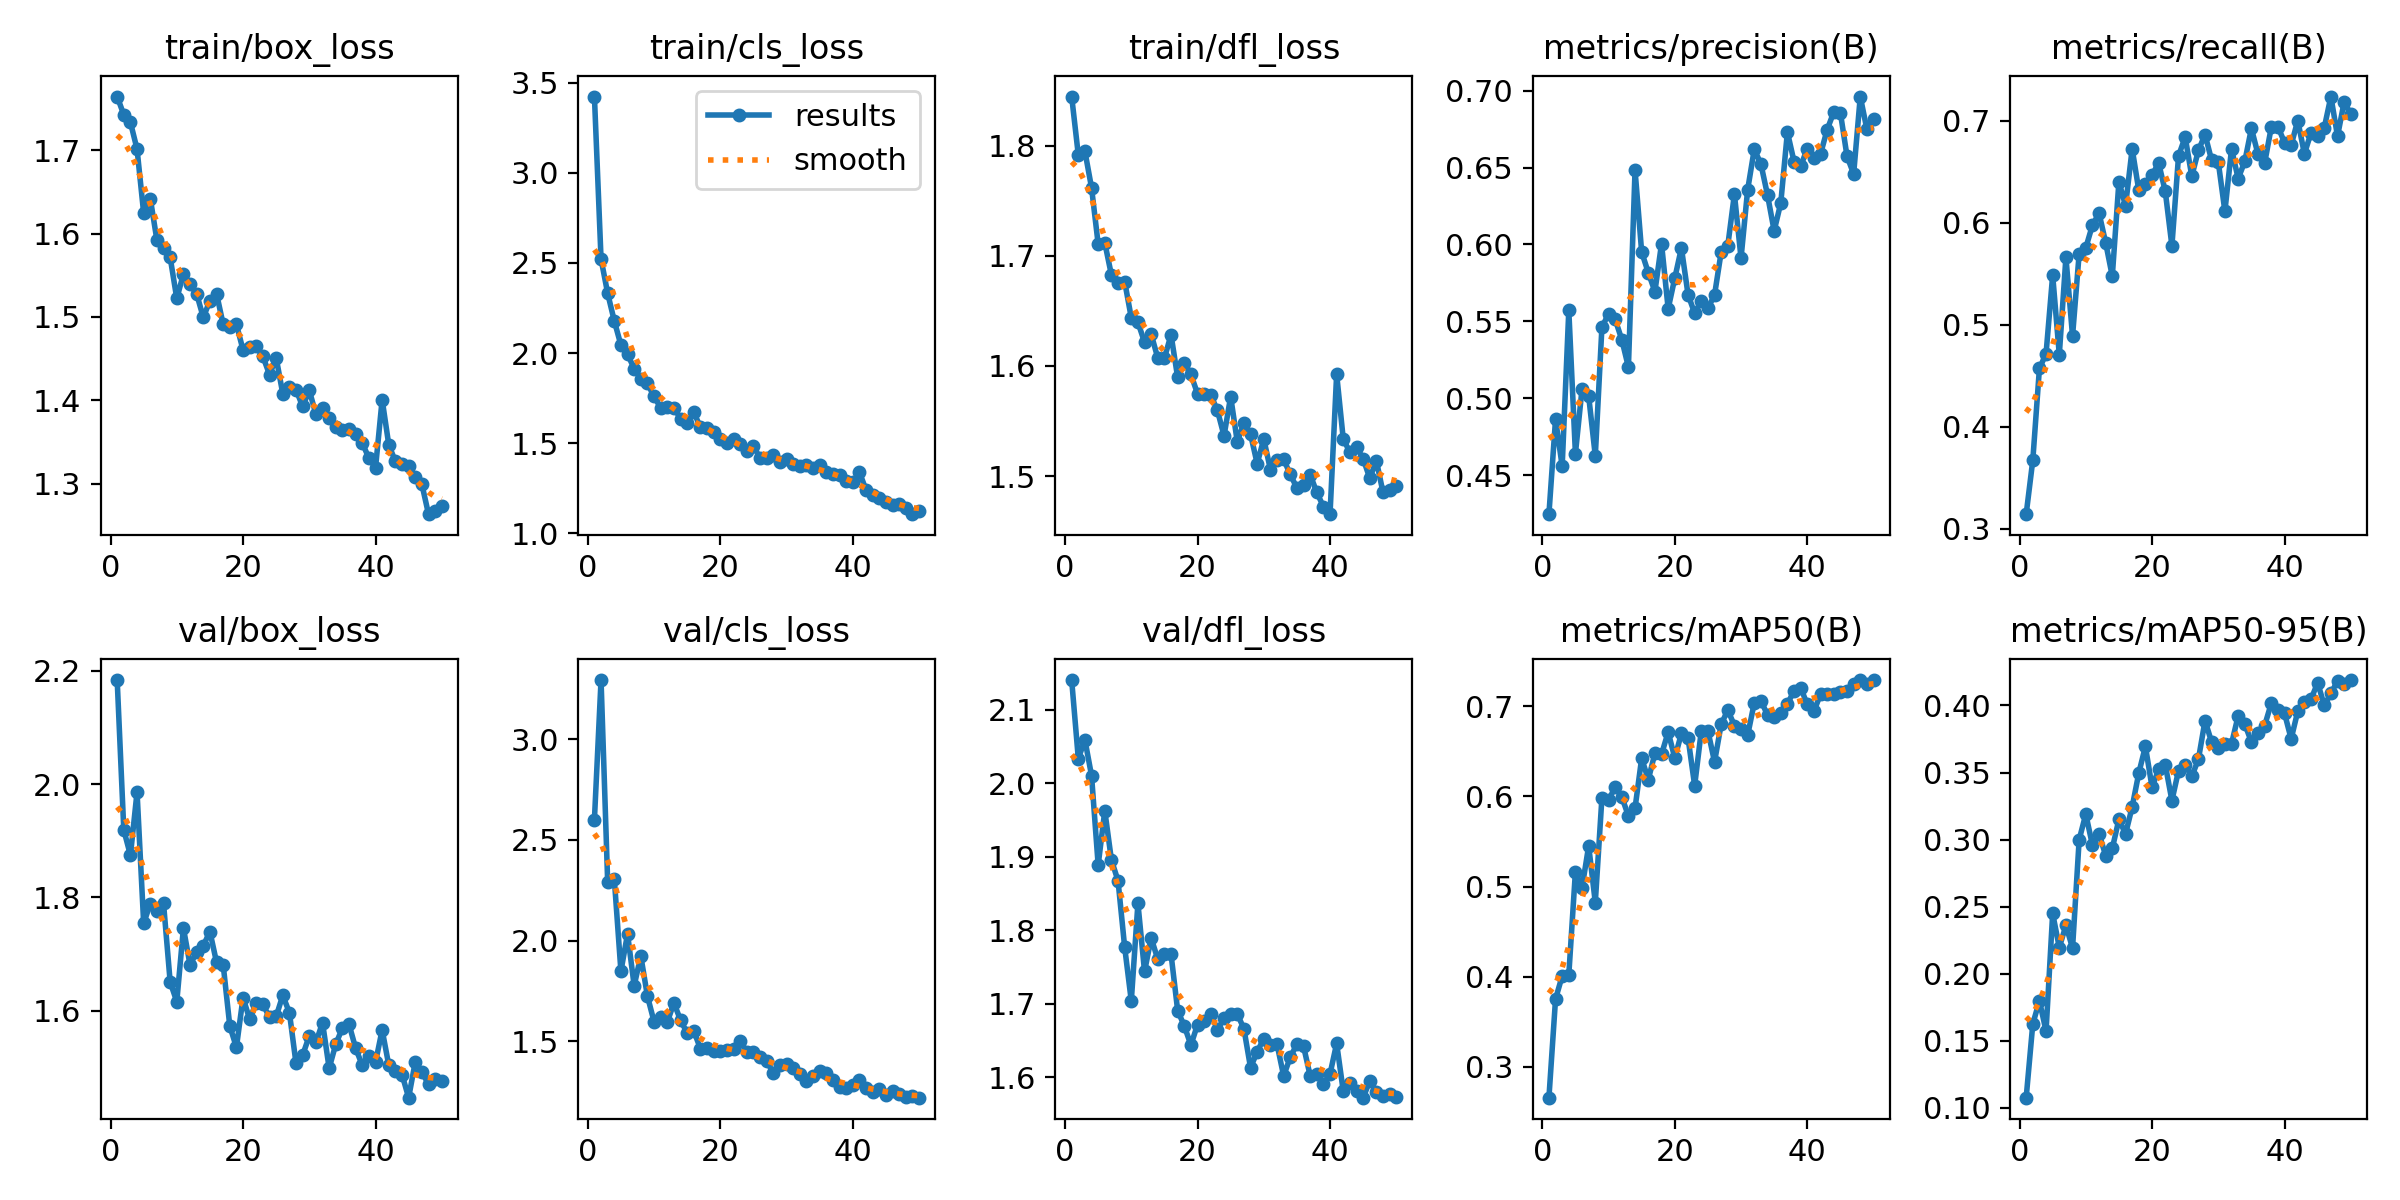 train/box_loss
1.7
1.6
1.5
1.4
1.3
0 20 40
train/cls_loss
3.5
3.0
2.5
2.0
1.5
1.0
0 20 40
results
smooth
train/dfl_loss
1.8
1.7
1.6
1.5
0 20 40
metrics/precision(B)
0.70
0.65
0.60
0.55
0.50
0.45
0 20 40
metrics/recall(B)
0.7
0.6
0.5
0.4
0.3
0 20 40
val/box_loss
2.2
2.0
1.8
1.6
0 20 40
val/cls_loss
3.0
2.5
2.0
1.5
0 20 40
val/dfl_loss
2.1
2.0
1.9
1.8
1.7
1.6
0 20 40
metrics/mAP50(B)
0.7
0.6
0.5
0.4
0.3
0 20 40
metrics/mAP50-95(B)
0.40
0.35
0.30
0.25
0.20
0.15
0.10
0 20 40